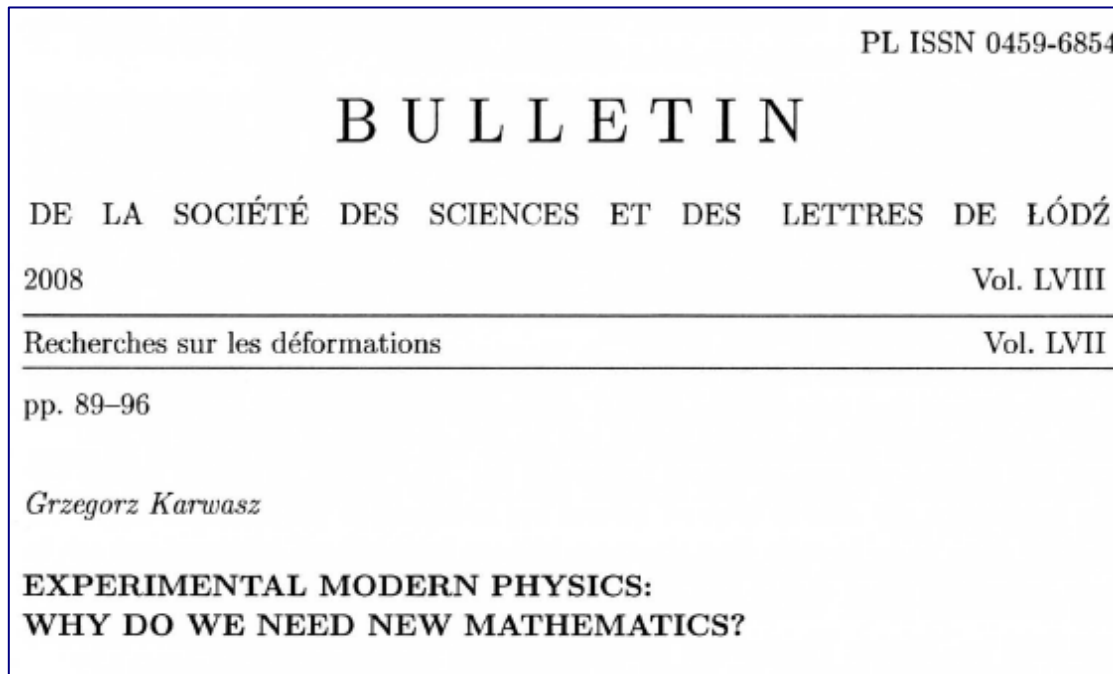 PL ISSN 0459-6854
BULLETIN
DE LA SOCIÉTÉ DES SCIENCES ET DES LETTRES DE ŁÓDŹ
2008 Vol. LVIII
Recherches sur les déformations Vol. LVII
pp. 89–96
Grzegorz Karwasz
EXPERIMENTAL MODERN PHYSICS:
WHY DO WE NEED NEW MATHEMATICS?